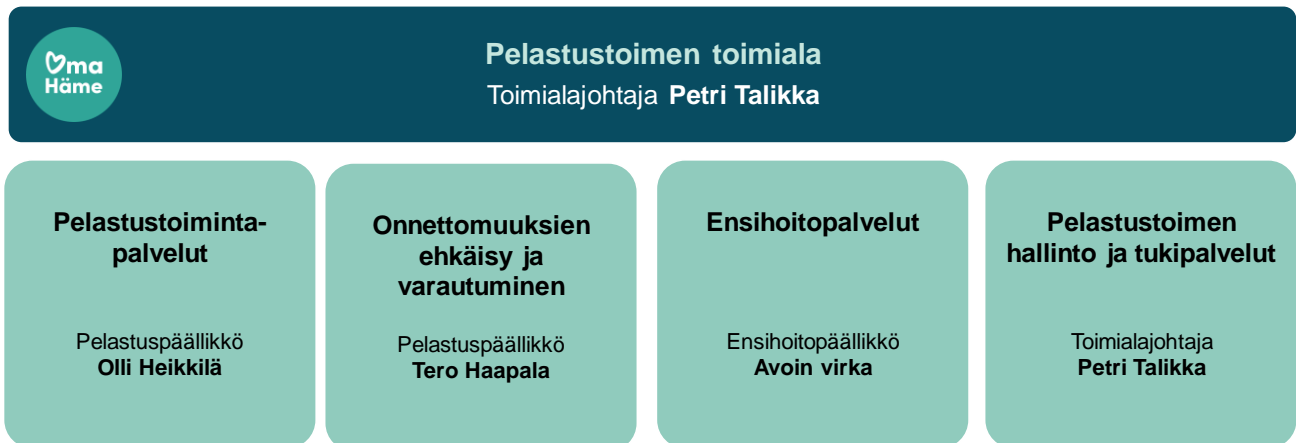 Oma
Häme
Pelastustoimen toimiala
Toimialajohtaja Petri Talikka
Pelastustoiminta-
palvelut
Pelastuspäällikkö
Olli Heikkilä
Onnettomuuksien
ehkäisy ja
varautuminen
Pelastuspäällikkö
Tero Haapala
Ensihoitopalvelut
Ensihoitopäällikkö
Avoin virka
Pelastustoimen
hallinto ja tukipalvelut
Toimialajohtaja
Petri Talikka